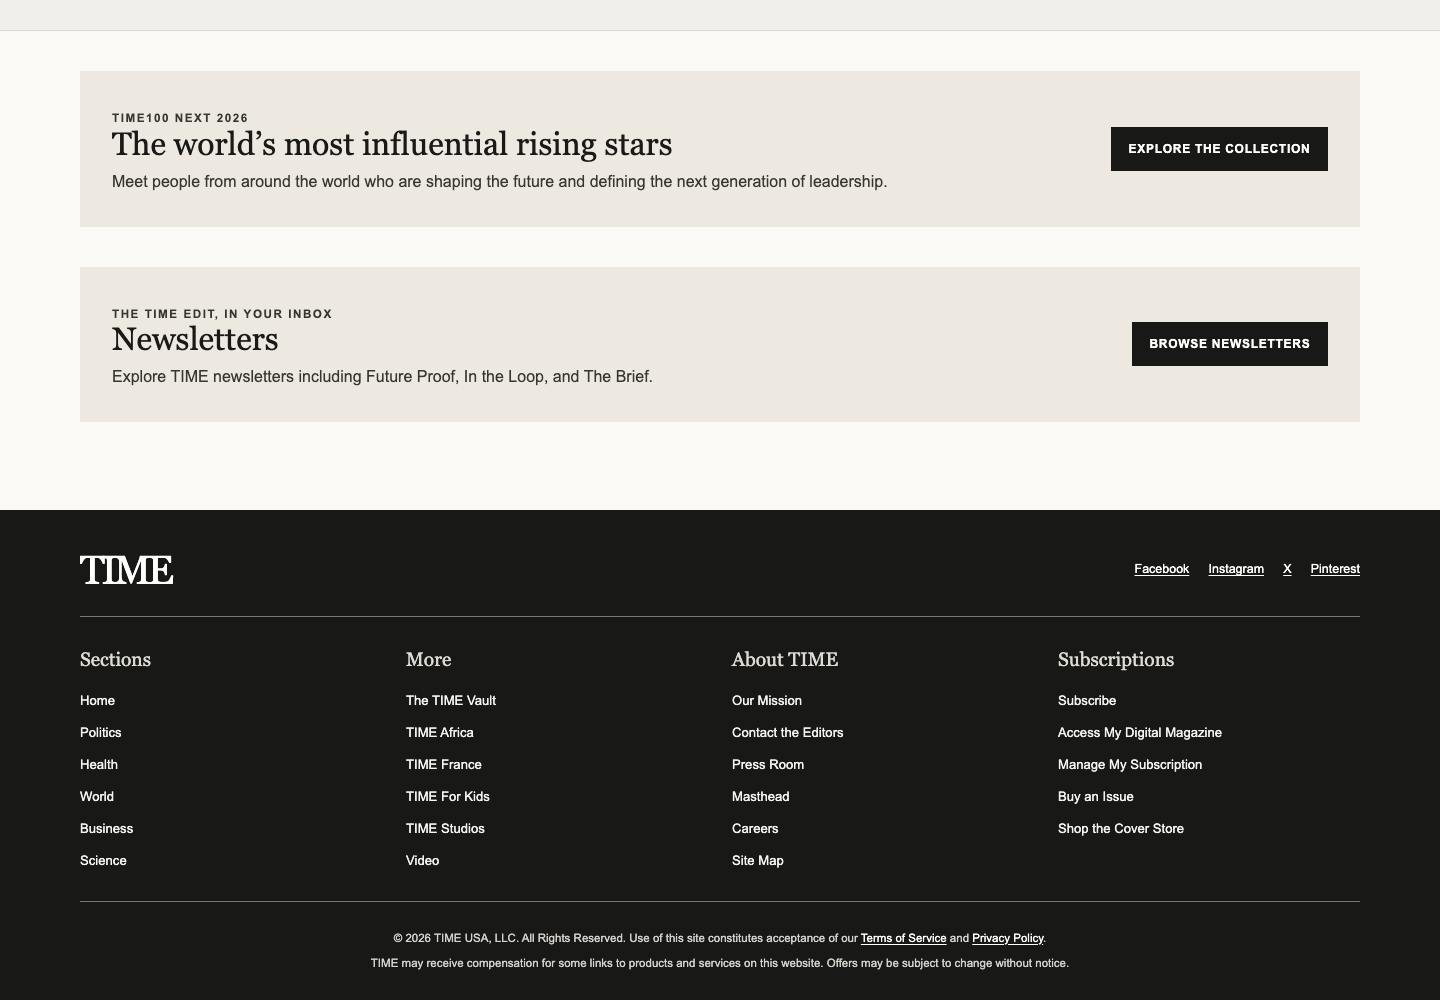 TIME100 NEXT 2026
The world’s most influential rising stars
Meet people from around the world who are shaping the future and defining the next generation of leadership.
EXPLORE THE COLLECTION
THE TIME EDIT, IN YOUR INBOX
Newsletters
Explore TIME newsletters including Future Proof, In the Loop, and The Brief.
BROWSE NEWSLETTERS
TIME
Facebook
Instagram
X
Pinterest
Sections
Home
Politics
Health
World
Business
Science
More
The TIME Vault
TIME Africa
TIME France
TIME For Kids
TIME Studios
Video
About TIME
Our Mission
Contact the Editors
Press Room
Masthead
Careers
Site Map
Subscriptions
Subscribe
Access My Digital Magazine
Manage My Subscription
Buy an Issue
Shop the Cover Store
© 2026 TIME USA, LLC. All Rights Reserved. Use of this site constitutes acceptance of our Terms of Service and Privacy Policy.
TIME may receive compensation for some links to products and services on this website. Offers may be subject to change without notice.